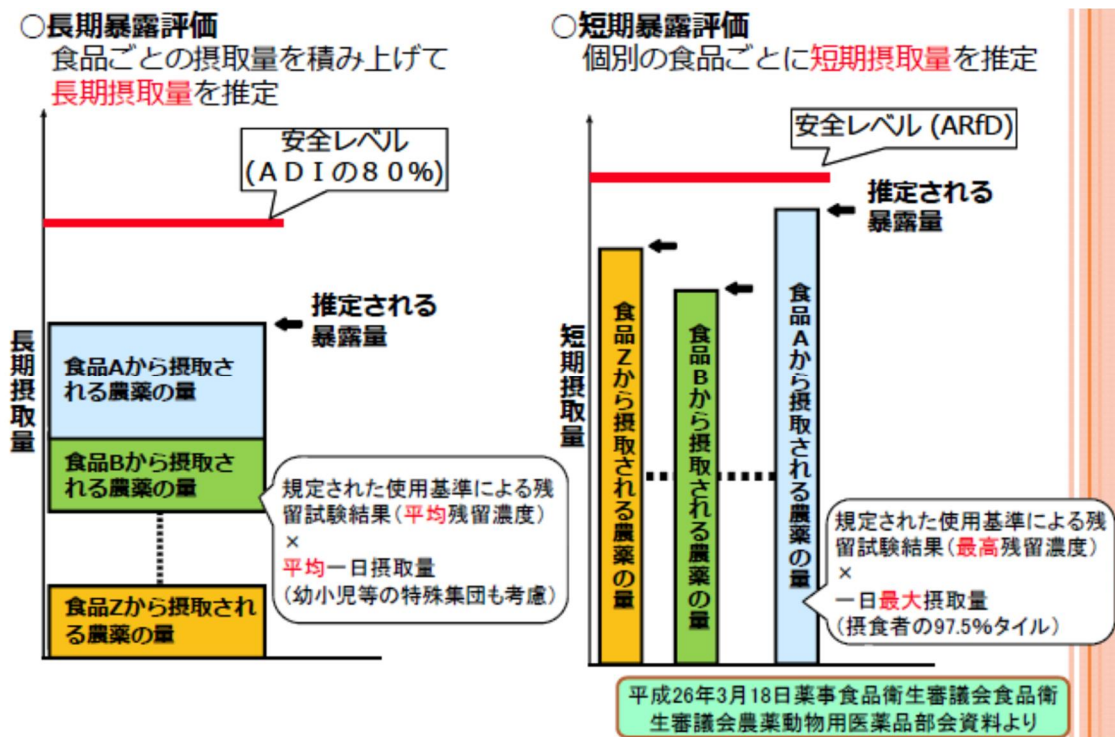 ○長期暴露評価
食品ごとの摂取量を積み上げて
長期摂取量を推定
安全レベル
(ADIの80%)
推定される
暴露量
長期摂取量
食品Aから摂取さ
れる農薬の量
食品Bから摂取さ
れる農薬の量
規定された使用基準による残
留試験結果(平均残留濃度)
×
平均一日摂取量
(幼小児等の特殊集団も考慮)
食品Zから摂取され
る農薬の量
○短期暴露評価
個別の食品ごとに短期摂取量を推定
安全レベル (ARfD)
推定される
暴露量
短期摂取量
食品Zから摂取される農薬の量
食品Bから摂取される農薬の量
食品Aから摂取される農薬の量
規定された使用基準による残
留試験結果(最高残留濃度)
×
一日最大摂取量
(摂食者の97.5%タイル)
平成26年3月18日薬事食品衛生審議会食品衛
生審議会農薬動物用医薬品部会資料より